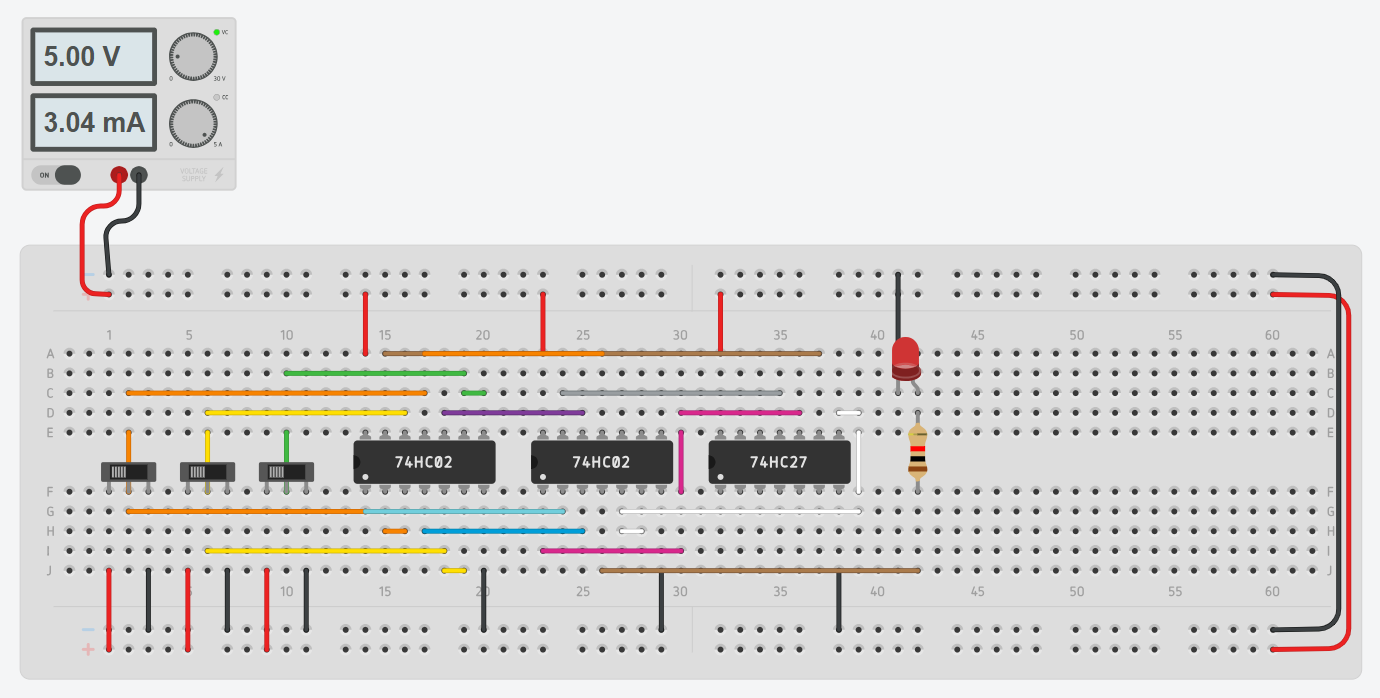 5.00 V
VC
0
30 V
3.04 mA
CC
0
5 A
ON
VOLTAGE
SUPPLY
−
+
1 5 10 15 20 25 30 35 40 45 50 55 60
A A
B B
C C
D D
E E
74HC02 74HC02 74HC27
F F
G G
H H
I I
J J
5 10 15 20 25 30 35 40 45 50 55 60
−
+